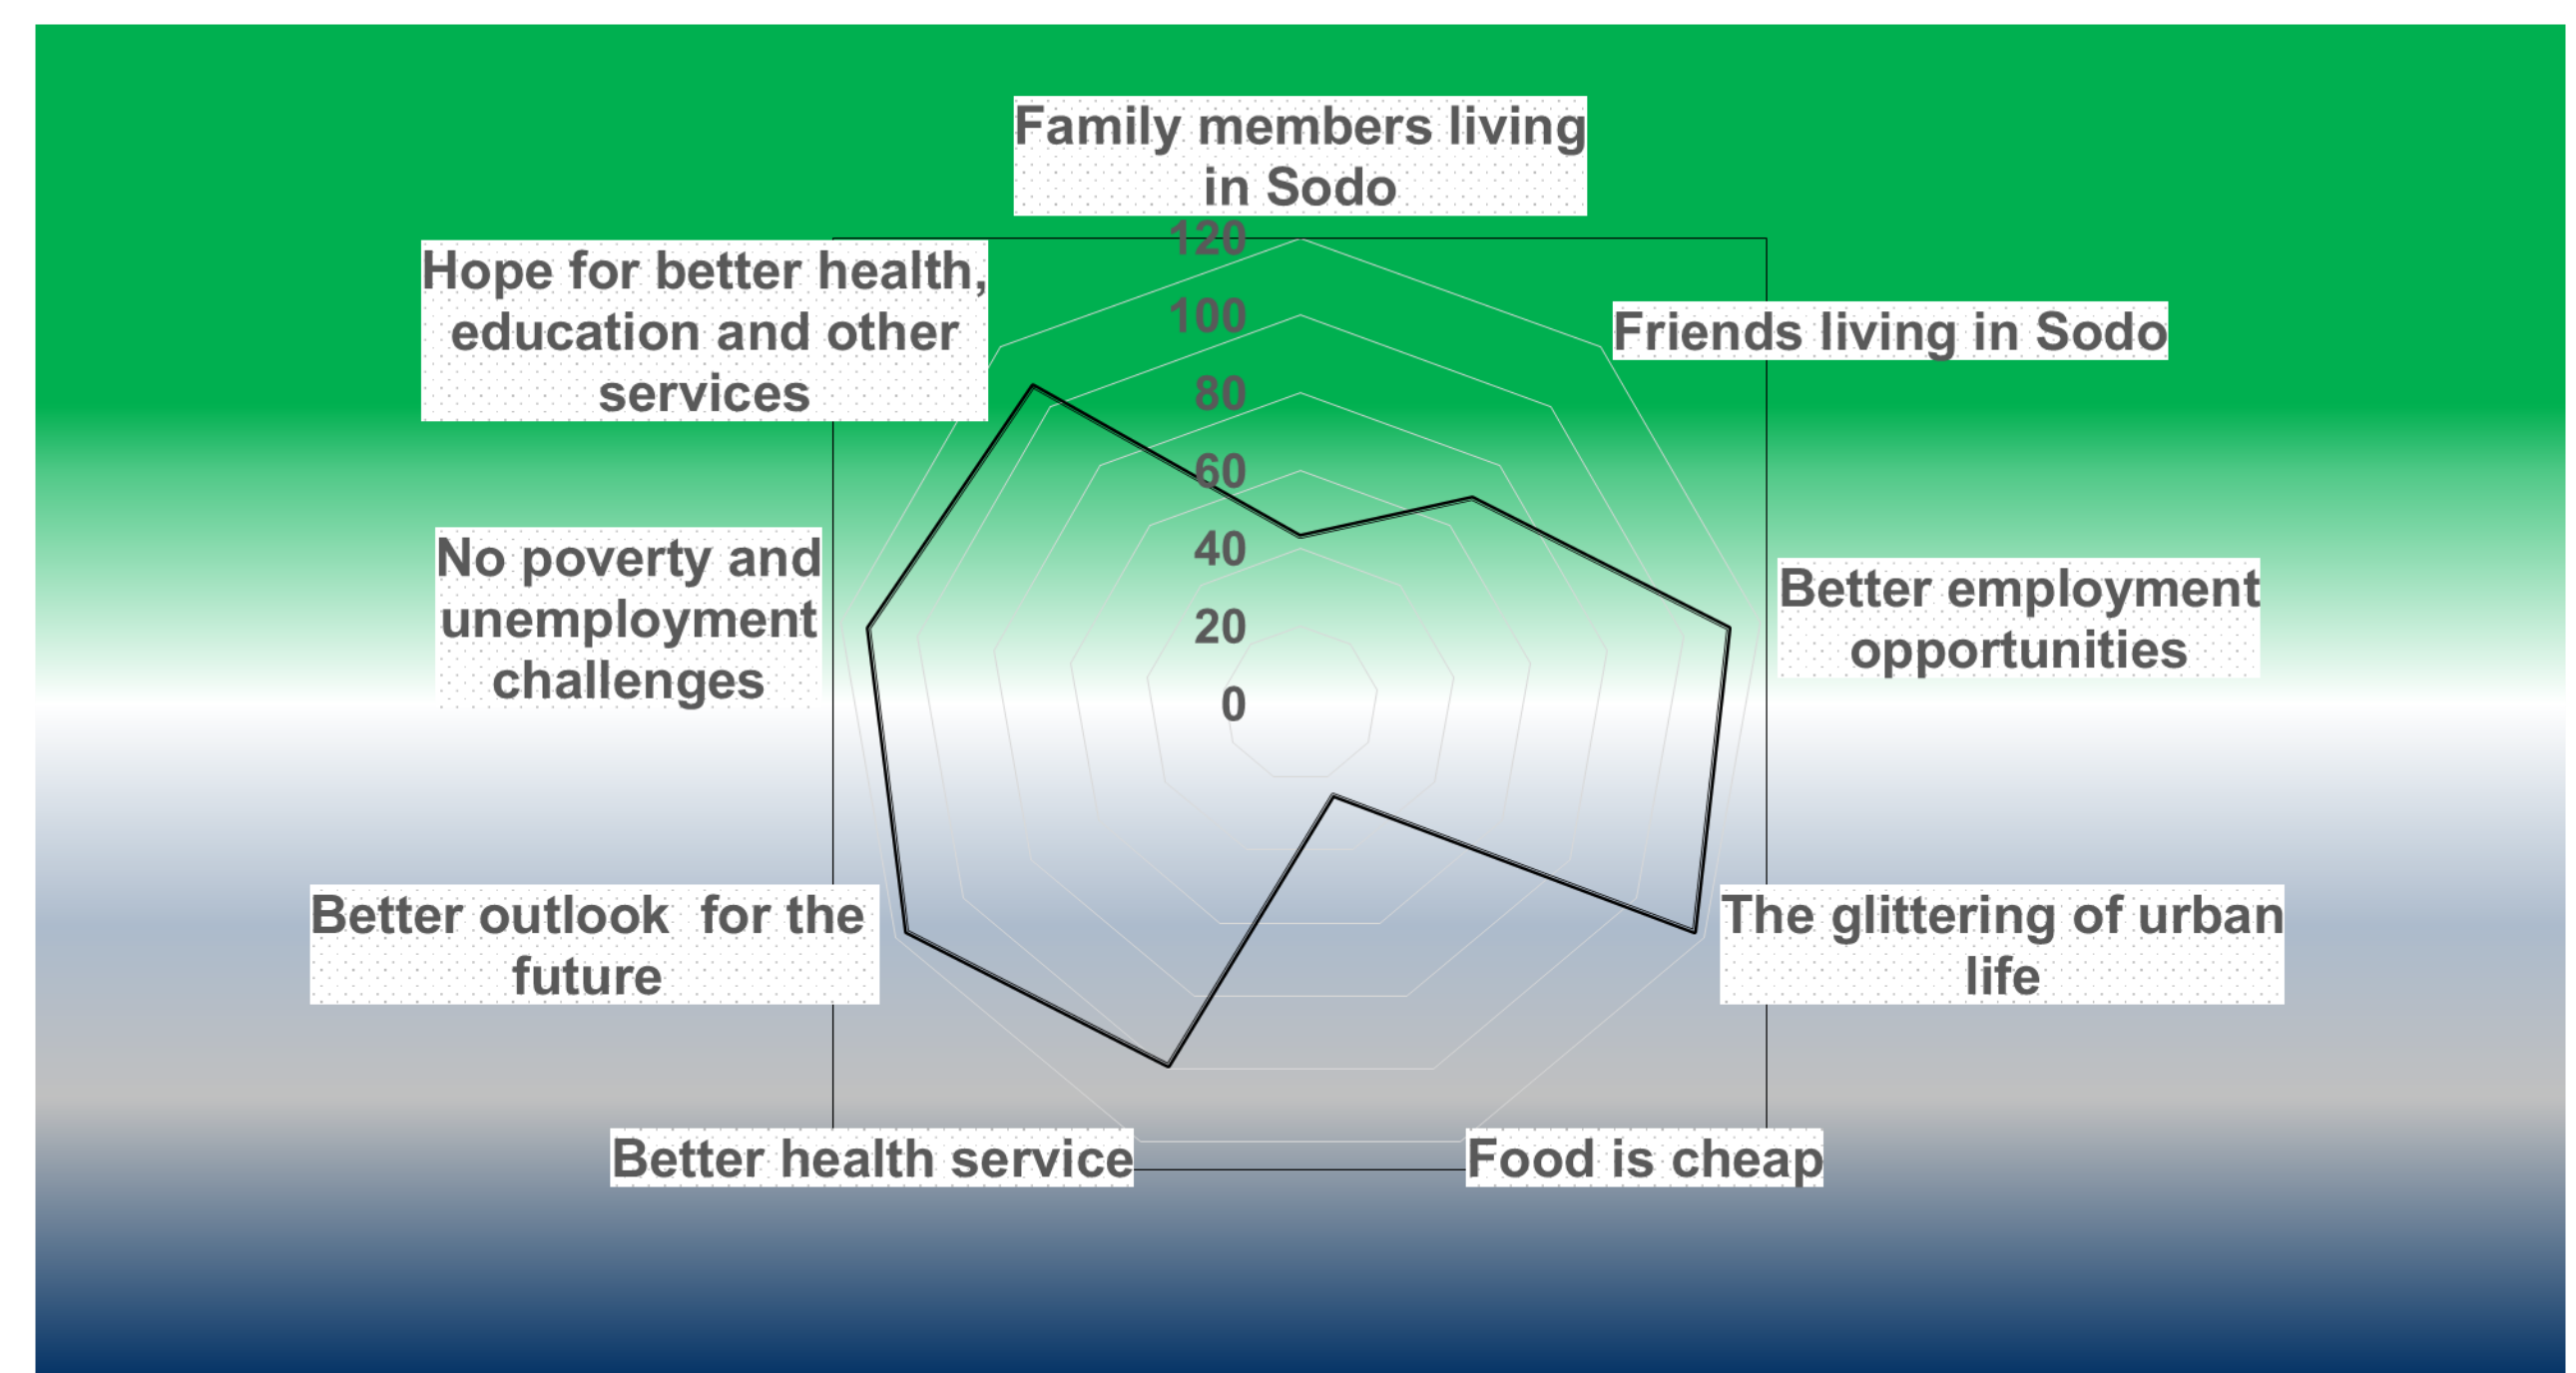 Family members living
in Sodo
Friends living in Sodo
Better employment
opportunities
The glittering of urban
life
Food is cheap
Better health service
Better outlook  for the
future
No poverty and
unemployment
challenges
Hope for better health,
education and other
services
120
100
80
60
40
20
0